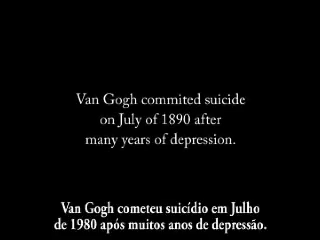 Van Gogh commited suicide
on July of 1890 after
many years of depression.
Van Gogh cometeu suicídio em Julho
de 1980 após muitos anos de depressão.